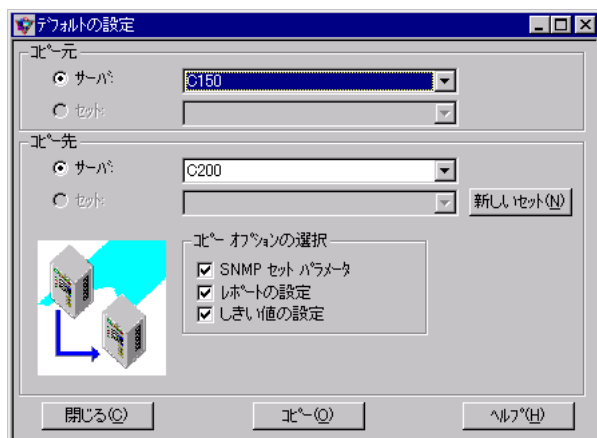 ﾃﾞﾌｫﾙﾄの設定
ｺﾋﾟｰ元
ｻｰﾊﾞ:
C150
ｾｯﾄ:
ｺﾋﾟｰ先
ｻｰﾊﾞ:
C200
ｾｯﾄ:
新しいｾｯﾄ(N)
ｺﾋﾟｰ ｵﾌﾟｼｮﾝの選択
SNMP ｾｯﾄ ﾊﾟﾗﾒｰﾀ
ﾚﾎﾟｰﾄの設定
しきい値の設定
閉じる(C)
ｺﾋﾟｰ(O)
ﾍﾙﾌﾟ(H)